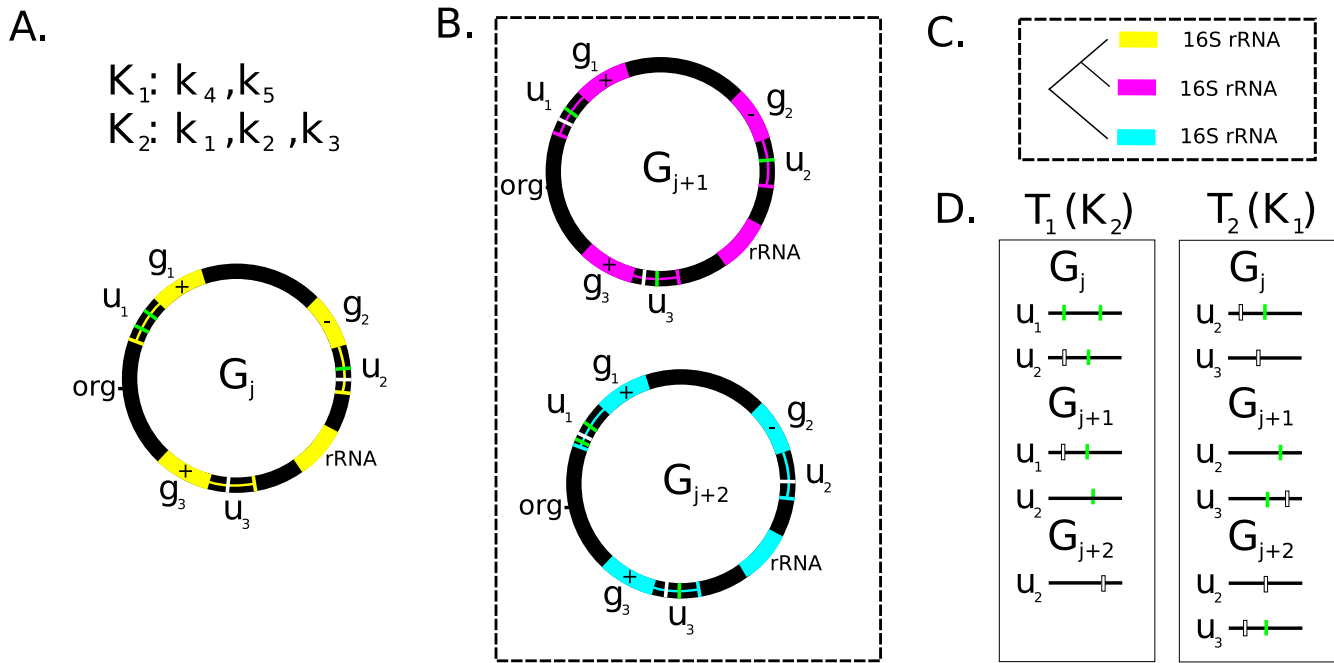 A.
K₁: k₄ ,k₅
K₂: k₁ ,k₂ ,k₃
g₁
+
u₁
g₂
-
u₂
org
Gⱼ
rRNA
+
g₃
u₃
B.
g₁
+
u₁
g₂
-
u₂
org
Gⱼ₊₁
rRNA
+
g₃
u₃
g₁
+
u₁
g₂
-
u₂
org
Gⱼ₊₂
rRNA
+
g₃
u₃
C.
16S rRNA
16S rRNA
16S rRNA
D.
T₁ (K₂)
Gⱼ
u₁
u₂
Gⱼ₊₁
u₁
u₂
Gⱼ₊₂
u₂
T₂ (K₁)
Gⱼ
u₂
u₃
Gⱼ₊₁
u₂
u₃
Gⱼ₊₂
u₂
u₃